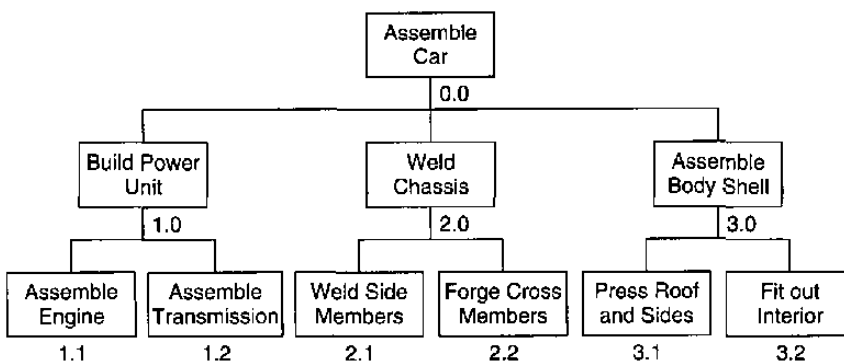 Assemble
Car
0.0
Build Power
Unit
Weld
Chassis
Assemble
Body Shell
1.0
2.0
3.0
Assemble
Engine
Assemble
Transmission
Weld Side
Members
Forge Cross
Members
Press Roof
and Sides
Fit out
Interior
1.1
1.2
2.1
2.2
3.1
3.2